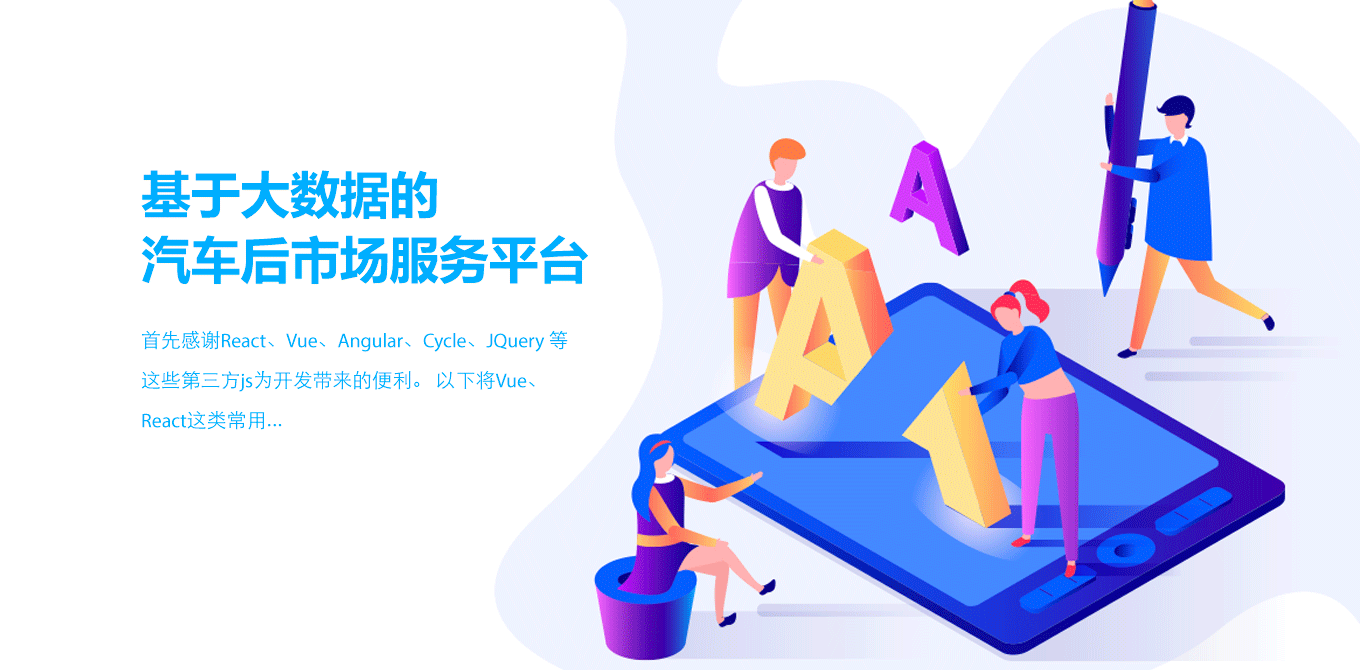 基于大数据的
汽车后市场服务平台
首先感谢React、Vue、Angular、Cycle、JQuery 等
这些第三方js为开发带来的便利。 以下将Vue、
React这类常用...
A
A
1